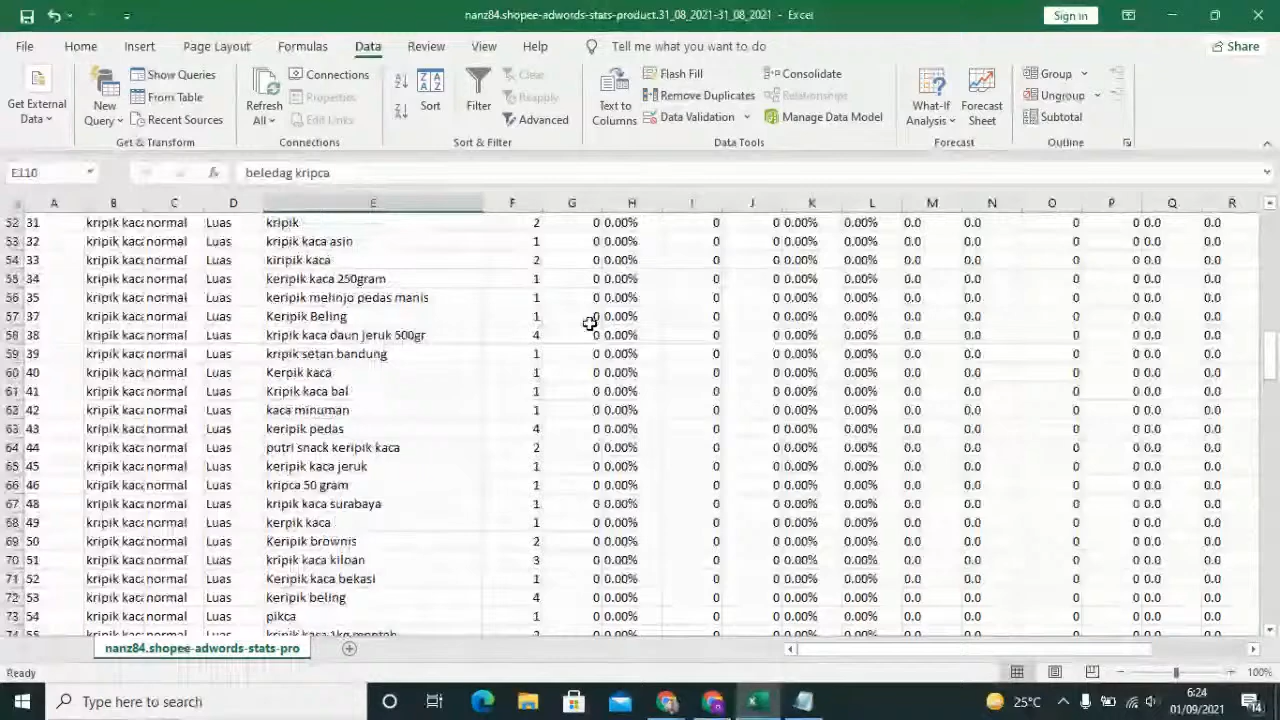 nanz84.shopee-adwords-stats-product.31_08_2021-31_08_2021 - Excel
Sign in
File Home Insert Page Layout Formulas Data Review View Help Tell me what you want to do Share
Get External Data
New Query
Show Queries
From Table
Recent Sources
Get & Transform
Refresh All
Connections
Properties
Edit Links
Connections
Sort
Filter
Clear
Reapply
Advanced
Sort & Filter
Text to Columns
Flash Fill
Remove Duplicates
Data Validation
Consolidate
Relationships
Manage Data Model
Data Tools
What-If Analysis
Forecast Sheet
Forecast
Group
Ungroup
Subtotal
Outline
E110 fx beledag kripca
A B C D E F G H I J K L M N O P Q R
52 31 kripik kac normal Luas kripik 2 0 0.00% 0 0 0.00% 0.00% 0.0 0.0 0 0 0.0 0.0
53 32 kripik kac normal Luas kripik kaca asin 1 0 0.00% 0 0 0.00% 0.00% 0.0 0.0 0 0 0.0 0.0
54 33 kripik kac normal Luas kiripik kaca 2 0 0.00% 0 0 0.00% 0.00% 0.0 0.0 0 0 0.0 0.0
55 34 kripik kac normal Luas keripik kaca 250gram 1 0 0.00% 0 0 0.00% 0.00% 0.0 0.0 0 0 0.0 0.0
56 35 kripik kac normal Luas keripik melinjo pedas manis 1 0 0.00% 0 0 0.00% 0.00% 0.0 0.0 0 0 0.0 0.0
57 37 kripik kac normal Luas Keripik Beling 1 0 0.00% 0 0 0.00% 0.00% 0.0 0.0 0 0 0.0 0.0
58 38 kripik kac normal Luas kripik kaca daun jeruk 500gr 4 0 0.00% 0 0 0.00% 0.00% 0.0 0.0 0 0 0.0 0.0
59 39 kripik kac normal Luas kripik setan bandung 1 0 0.00% 0 0 0.00% 0.00% 0.0 0.0 0 0 0.0 0.0
60 40 kripik kac normal Luas Kerpik kaca 1 0 0.00% 0 0 0.00% 0.00% 0.0 0.0 0 0 0.0 0.0
61 41 kripik kac normal Luas Kripik kaca bal 1 0 0.00% 0 0 0.00% 0.00% 0.0 0.0 0 0 0.0 0.0
62 42 kripik kac normal Luas kaca minuman 1 0 0.00% 0 0 0.00% 0.00% 0.0 0.0 0 0 0.0 0.0
63 43 kripik kac normal Luas keripik pedas 4 0 0.00% 0 0 0.00% 0.00% 0.0 0.0 0 0 0.0 0.0
64 44 kripik kac normal Luas putri snack keripik kaca 2 0 0.00% 0 0 0.00% 0.00% 0.0 0.0 0 0 0.0 0.0
65 45 kripik kac normal Luas keripik kaca jeruk 1 0 0.00% 0 0 0.00% 0.00% 0.0 0.0 0 0 0.0 0.0
66 46 kripik kac normal Luas kripca 50 gram 1 0 0.00% 0 0 0.00% 0.00% 0.0 0.0 0 0 0.0 0.0
67 48 kripik kac normal Luas kripik kaca surabaya 1 0 0.00% 0 0 0.00% 0.00% 0.0 0.0 0 0 0.0 0.0
68 49 kripik kac normal Luas kerpik kaca 1 0 0.00% 0 0 0.00% 0.00% 0.0 0.0 0 0 0.0 0.0
69 50 kripik kac normal Luas Keripik brownis 2 0 0.00% 0 0 0.00% 0.00% 0.0 0.0 0 0 0.0 0.0
70 51 kripik kac normal Luas kripik kaca kiloan 3 0 0.00% 0 0 0.00% 0.00% 0.0 0.0 0 0 0.0 0.0
71 52 kripik kac normal Luas Keripik kaca bekasi 1 0 0.00% 0 0 0.00% 0.00% 0.0 0.0 0 0 0.0 0.0
72 53 kripik kac normal Luas keripik beling 4 0 0.00% 0 0 0.00% 0.00% 0.0 0.0 0 0 0.0 0.0
73 54 kripik kac normal Luas pikca 1 0 0.00% 0 0 0.00% 0.00% 0.0 0.0 0 0 0.0 0.0
nanz84.shopee-adwords-stats-pro
Ready 100%
Type here to search 25°C 6:24
01/09/2021